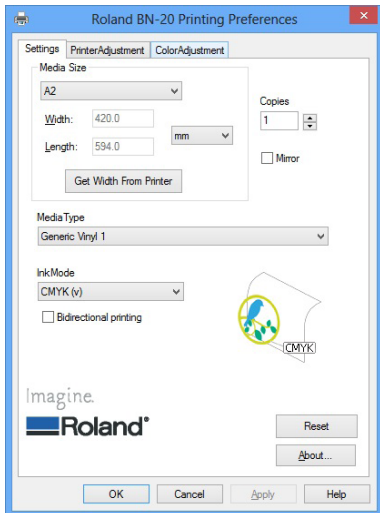 Roland BN-20 Printing Preferences
Settings PrinterAdjustment ColorAdjustment
Media Size
A2
Width: 420.0
Length: 594.0
mm
Get Width From Printer
Copies
1
Mirror
MediaType
Generic Vinyl 1
InkMode
CMYK (v)
Bidirectional printing
CMYK
Imagine.
Roland®
Reset
About...
OK Cancel Apply Help